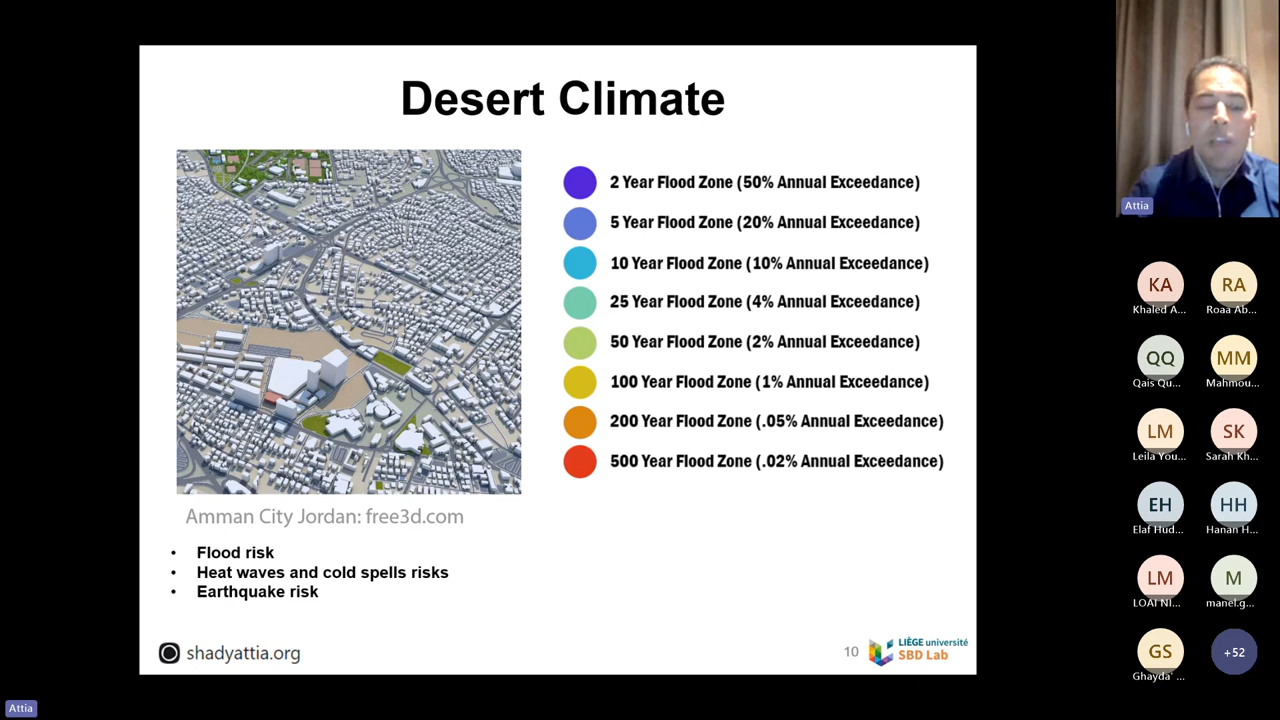 Desert Climate
2 Year Flood Zone (50% Annual Exceedance)
5 Year Flood Zone (20% Annual Exceedance)
10 Year Flood Zone (10% Annual Exceedance)
25 Year Flood Zone (4% Annual Exceedance)
50 Year Flood Zone (2% Annual Exceedance)
100 Year Flood Zone (1% Annual Exceedance)
200 Year Flood Zone (.05% Annual Exceedance)
500 Year Flood Zone (.02% Annual Exceedance)
Amman City Jordan: free3d.com
• Flood risk
• Heat waves and cold spells risks
• Earthquake risk
shadyattia.org
10
LIÈGE université
SBD Lab
Attia
Attia
KA
Khaled A...
RA
Roaa Ab...
QQ
Qais Qu...
MM
Mahmou...
LM
Leila You...
SK
Sarah Kh...
EH
Elaf Hud...
HH
Hanan H...
LM
LOAI NI...
M
manel.g...
GS
Ghayda' ...
+52